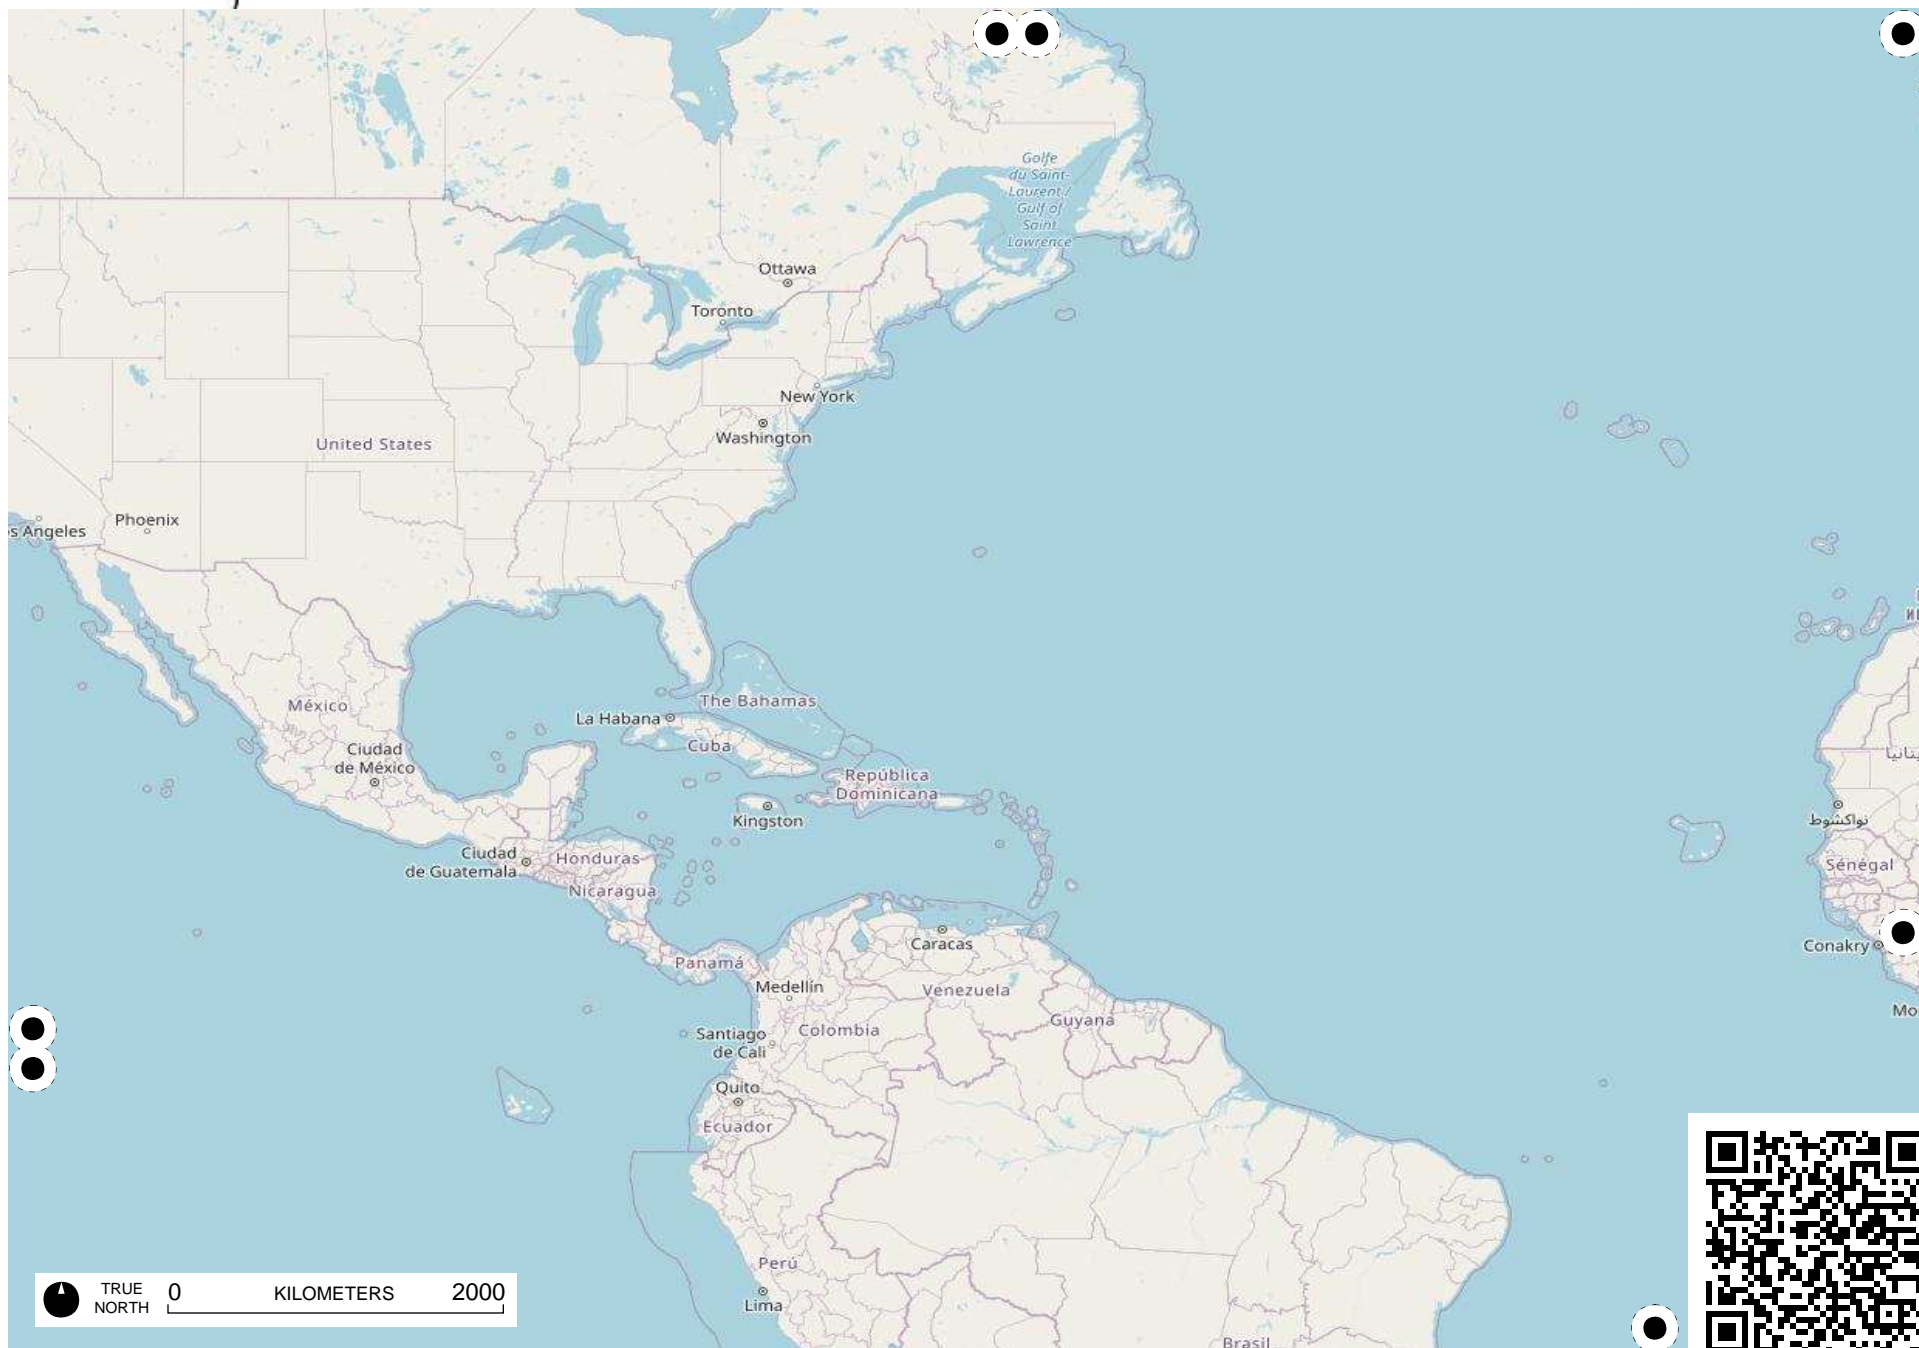 Golfe
du Saint-
Laurent /
Gulf of
Saint
Lawrence
Ottawa
Toronto
New York
Washington
United States
Phoenix
os Angeles
México
Ciudad
de México
La Habana
The Bahamas
Cuba
República
Dominicana
Kingston
Ciudad
de Guatemala
Honduras
Nicaragua
نواكشوط
Sénégal
Conakry
Caracas
Panamá
Medellín
Venezuela
Guyana
Santiago
de Cali
Colombia
Quito
Ecuador
Perú
Lima
Brasil
TRUE
NORTH
0 KILOMETERS 2000